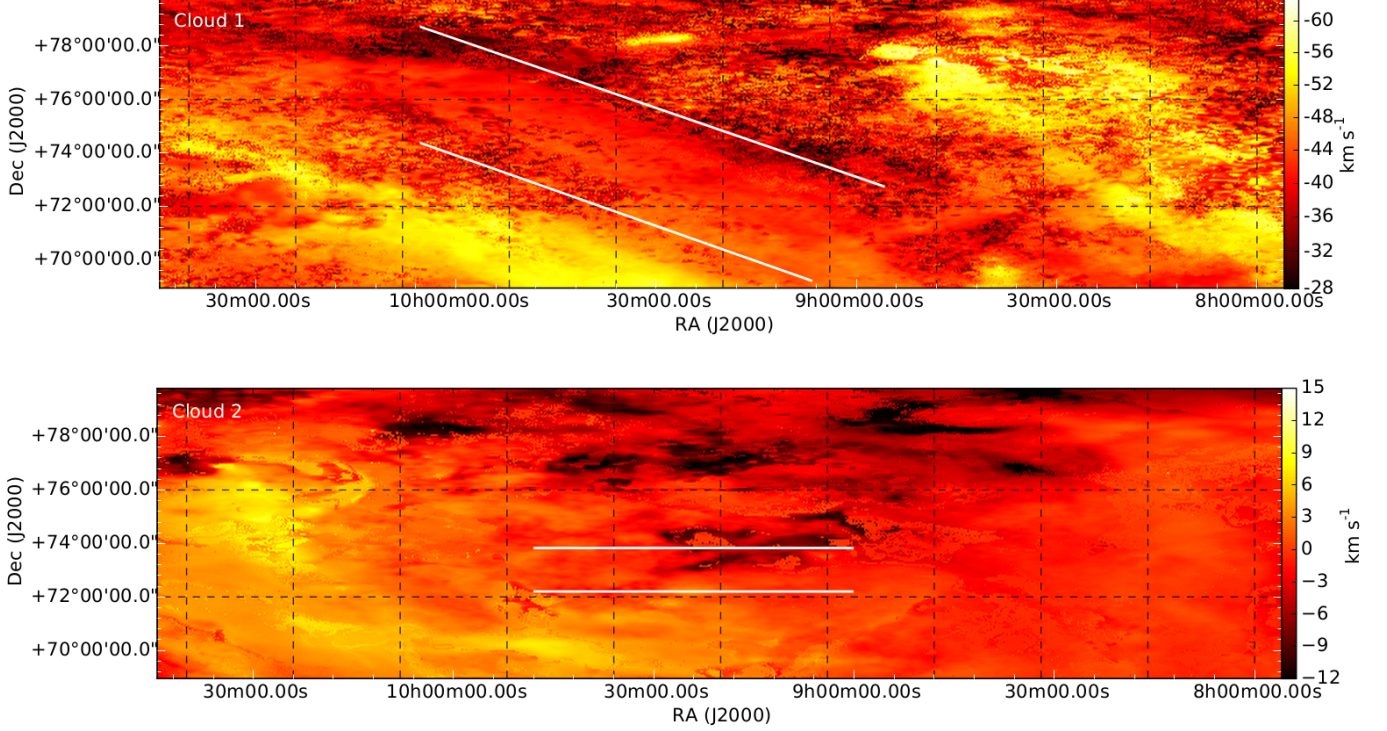 Cloud 1
+78°00'00.0"
+76°00'00.0"
+74°00'00.0"
+72°00'00.0"
+70°00'00.0"
Dec (J2000)
30m00.00s
10h00m00.00s
30m00.00s
9h00m00.00s
30m00.00s
8h00m00.00s
RA (J2000)
-60
-56
-52
-48
-44
-40
-36
-32
-28
km s-1
Cloud 2
+78°00'00.0"
+76°00'00.0"
+74°00'00.0"
+72°00'00.0"
+70°00'00.0"
Dec (J2000)
30m00.00s
10h00m00.00s
30m00.00s
9h00m00.00s
30m00.00s
8h00m00.00s
RA (J2000)
15
12
9
6
3
0
−3
−6
−9
−12
km s-1